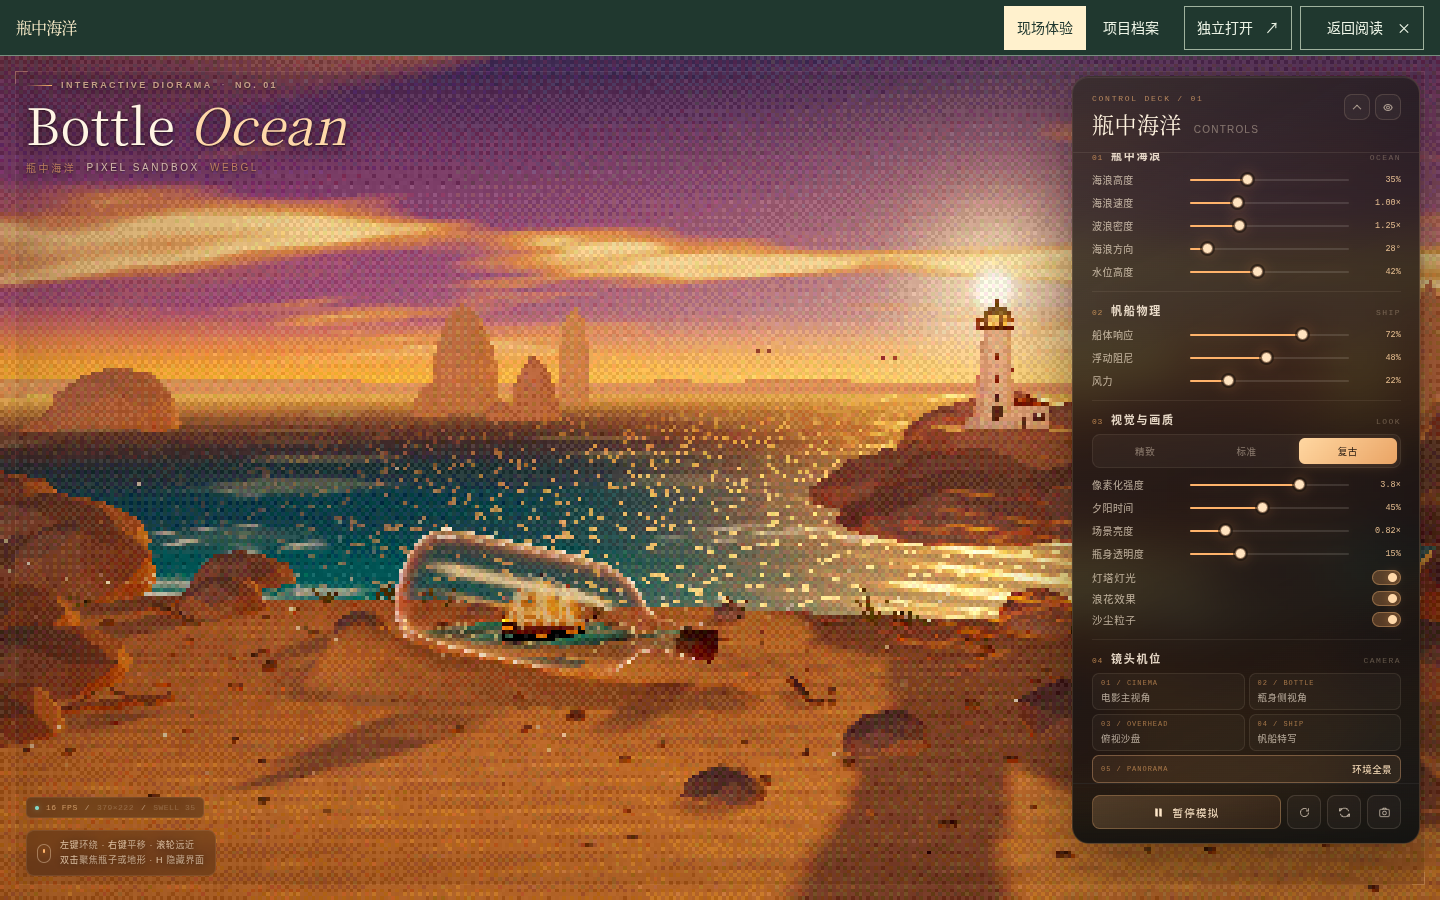 瓶中海洋
现场体验
项目档案
独立打开 ↗
返回阅读 ×
INTERACTIVE DIORAMA · NO. 01
Bottle Ocean
瓶中海洋 PIXEL SANDBOX WEBGL
CONTROL DECK / 01
瓶中海洋 CONTROLS
01 瓶中海浪 OCEAN
海浪高度 35%
海浪速度 1.00×
波浪密度 1.25×
海浪方向 28°
水位高度 42%
02 帆船物理 SHIP
船体响应 72%
浮动阻尼 48%
风力 22%
03 视觉与画质 LOOK
精致 标准 复古
像素化强度 3.8×
夕阳时间 45%
场景亮度 0.82×
瓶身透明度 15%
灯塔灯光
浪花效果
沙尘粒子
04 镜头机位 CAMERA
01 / CINEMA
电影主视角
02 / BOTTLE
瓶身侧视角
03 / OVERHEAD
俯视沙盘
04 / SHIP
帆船特写
05 / PANORAMA 环境全景
暂停模拟
16 FPS / 379×222 / SWELL 35
左键环绕 · 右键平移 · 滚轮远近
双击聚焦瓶子或地形 · H 隐藏界面